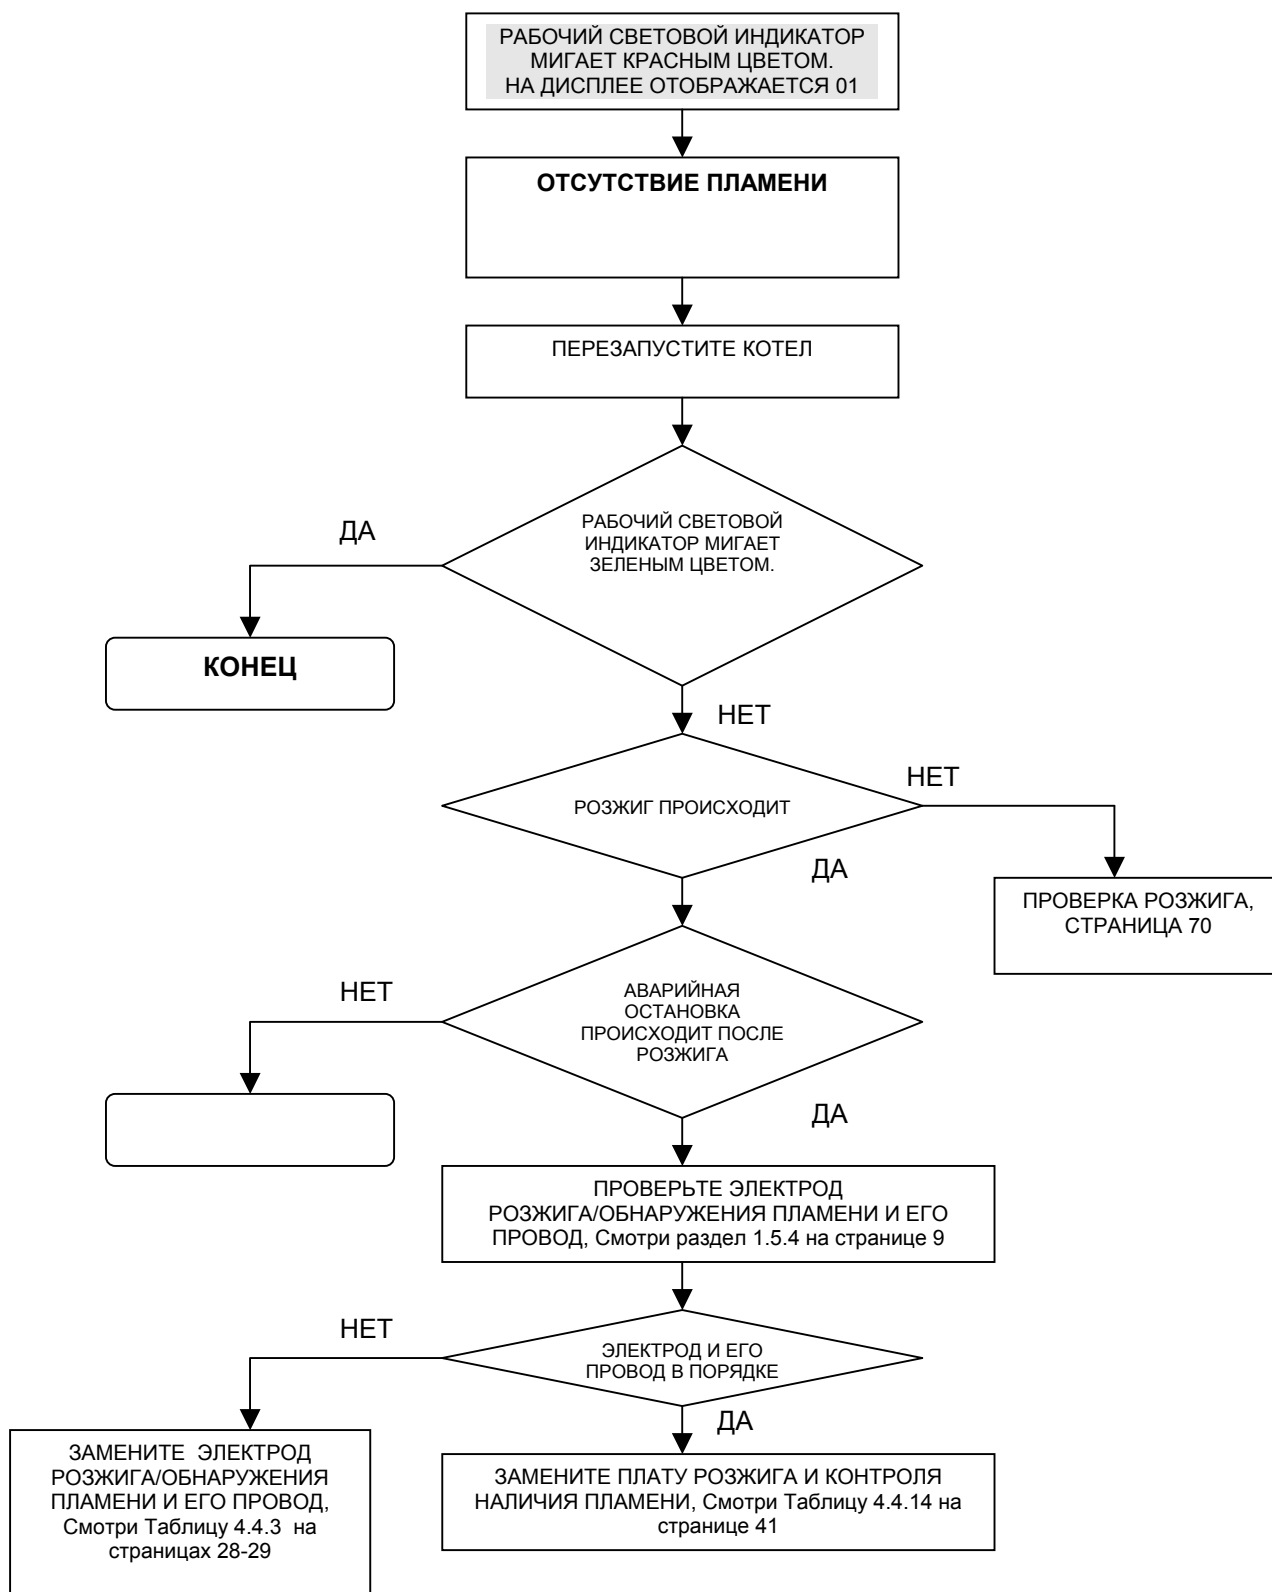 РАБОЧИЙ СВЕТОВОЙ ИНДИКАТОР
МИГАЕТ КРАСНЫМ ЦВЕТОМ.
НА ДИСПЛЕЕ ОТОБРАЖАЕТСЯ 01
ОТСУТСТВИЕ ПЛАМЕНИ
ПЕРЕЗАПУСТИТЕ КОТЕЛ
РАБОЧИЙ СВЕТОВОЙ
ИНДИКАТОР МИГАЕТ
ЗЕЛЕНЫМ ЦВЕТОМ.
ДА
КОНЕЦ
НЕТ
РОЗЖИГ ПРОИСХОДИТ
НЕТ
ДА
ПРОВЕРКА РОЗЖИГА,
СТРАНИЦА 70
АВАРИЙНАЯ
ОСТАНОВКА
ПРОИСХОДИТ ПОСЛЕ
РОЗЖИГА
НЕТ
ДА
ПРОВЕРЬТЕ ЭЛЕКТРОД
РОЗЖИГА/ОБНАРУЖЕНИЯ ПЛАМЕНИ И ЕГО
ПРОВОД, Смотри раздел 1.5.4 на странице 9
ЭЛЕКТРОД И ЕГО
ПРОВОД В ПОРЯДКЕ
НЕТ
ДА
ЗАМЕНИТЕ ЭЛЕКТРОД
РОЗЖИГА/ОБНАРУЖЕНИЯ
ПЛАМЕНИ И ЕГО ПРОВОД,
Смотри Таблицу 4.4.3 на
страницах 28-29
ЗАМЕНИТЕ ПЛАТУ РОЗЖИГА И КОНТРОЛЯ
НАЛИЧИЯ ПЛАМЕНИ, Смотри Таблицу 4.4.14 на
странице 41